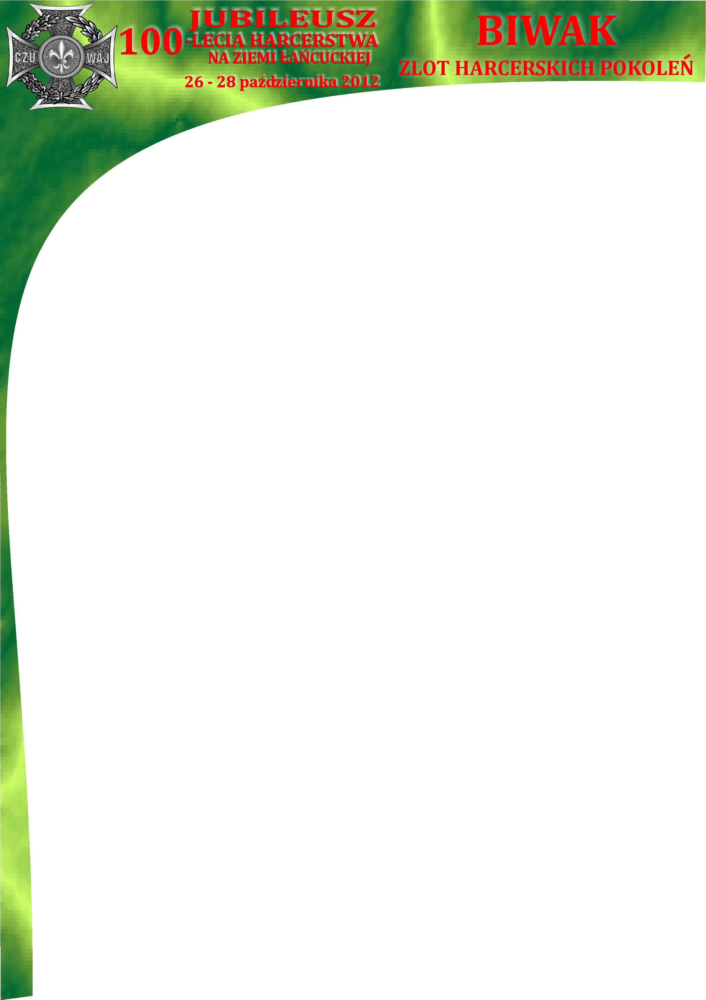 CZU WAJ
JUBILEUSZ
100-LECIA HARCERSTWA
NA ZIEMI ŁAŃCUCKIEJ
26 - 28 października 2012
BIWAK
ZLOT HARCERSKICH POKOLEŃ